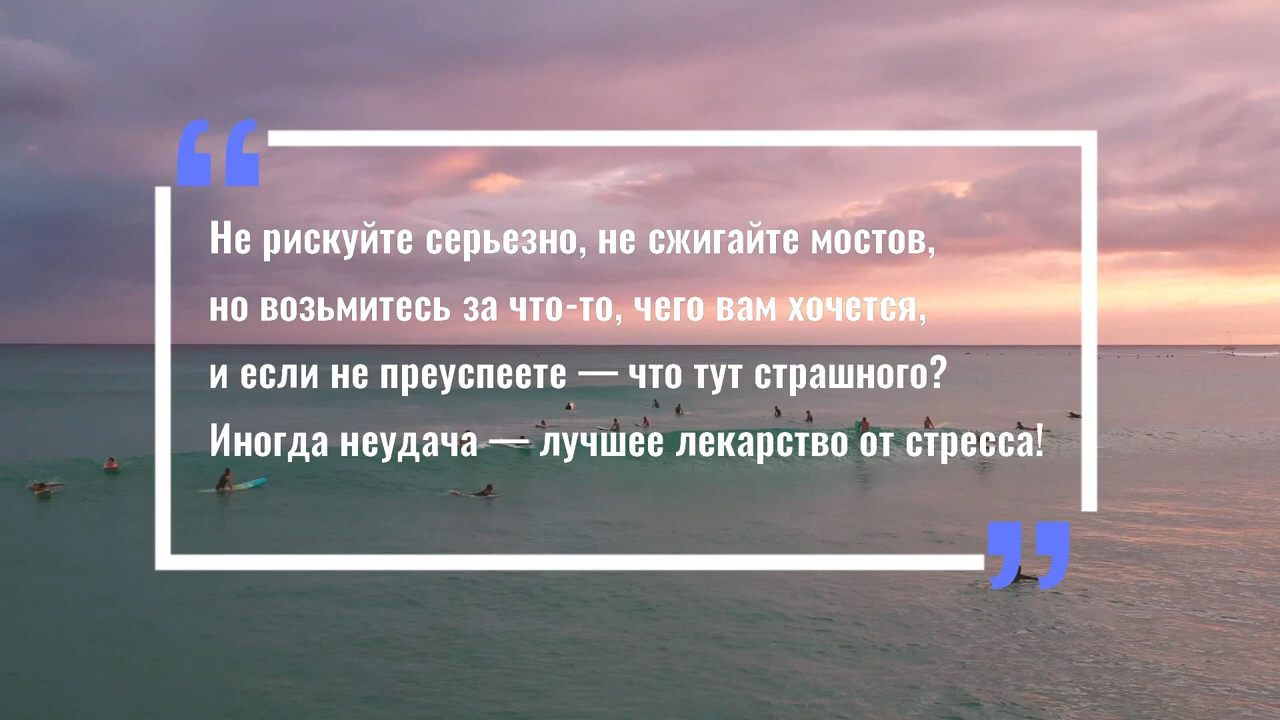 Не рискуйте серьезно, не сжигайте мостов,
но возьмитесь за что-то, чего вам хочется,
и если не преуспеете — что тут страшного?
Иногда неудача — лучшее лекарство от стресса!